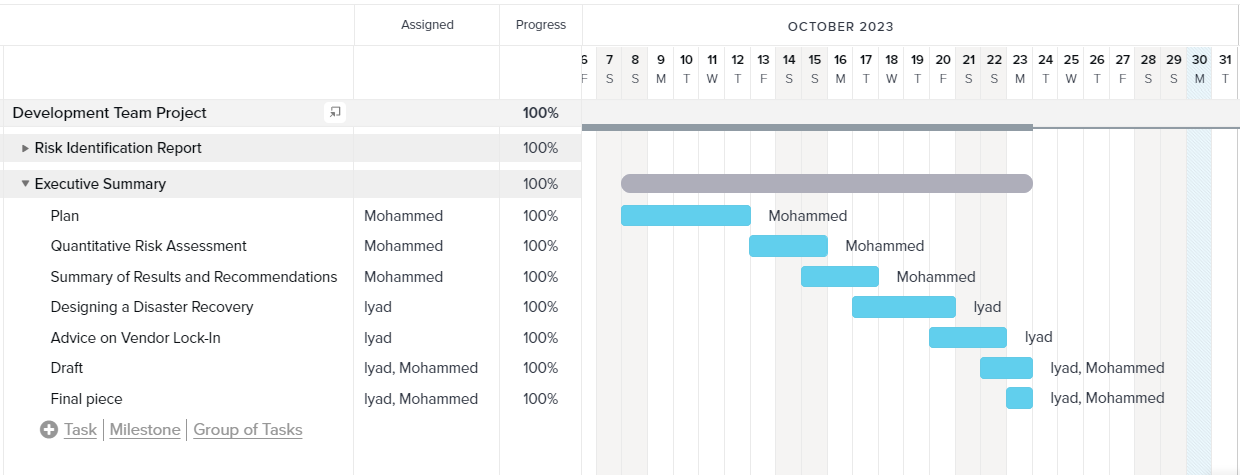 Assigned Progress OCTOBER 2023
6 7 8 9 10 11 12 13 14 15 16 17 18 19 20 21 22 23 24 25 26 27 28 29 30 31
F S S M T W T F S S M T W T F S S M T W T F S S M T
Development Team Project 100%
Risk Identification Report 100%
Executive Summary 100%
Plan Mohammed 100% Mohammed
Quantitative Risk Assessment Mohammed 100% Mohammed
Summary of Results and Recommendations Mohammed 100% Mohammed
Designing a Disaster Recovery Iyad 100% Iyad
Advice on Vendor Lock-In Iyad 100% Iyad
Draft Iyad, Mohammed 100% Iyad, Mohammed
Final piece Iyad, Mohammed 100% Iyad, Mohammed
Task Milestone Group of Tasks